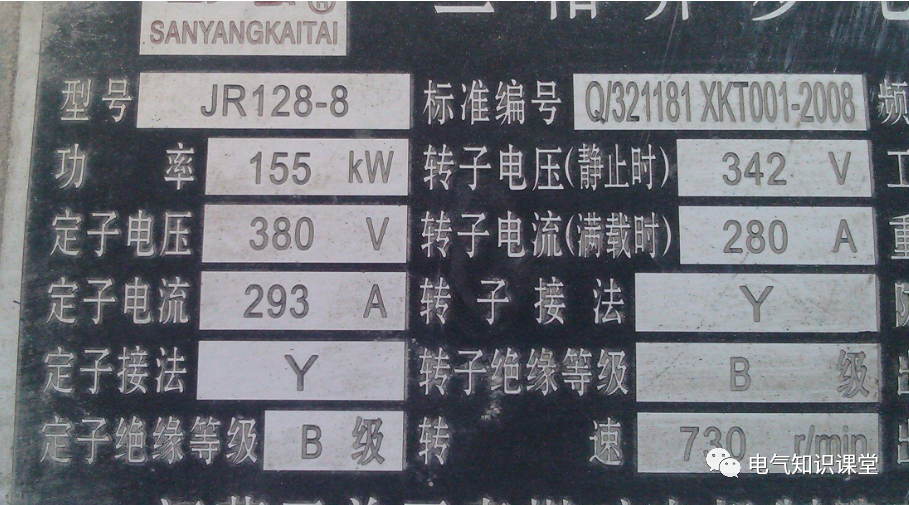 SANYANGKAITAI
型号 JR128-8 标准编号 Q/321181 XKT001-2008 频
功率 155 kW 转子电压(静止时) 342 V
定子电压 380 V 转子电流(满载时) 280 A 重
定子电流 293 A 转子接法 Y
定子接法 Y 转子绝缘等级 B 级
定子绝缘等级 B 级 转速 730 r/min
电气知识课堂